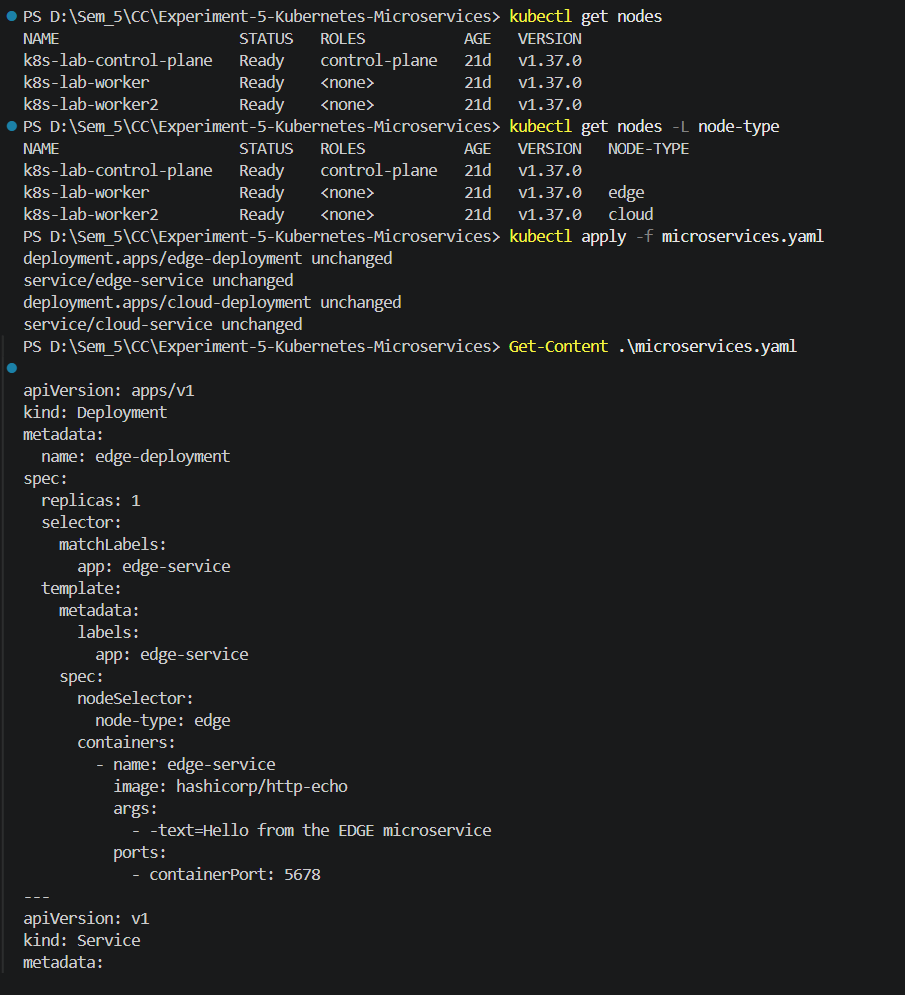 PS D:\Sem_5\CC\Experiment-5-Kubernetes-Microservices> kubectl get nodes
NAME                    STATUS   ROLES           AGE   VERSION
k8s-lab-control-plane   Ready    control-plane   21d   v1.37.0
k8s-lab-worker          Ready    <none>          21d   v1.37.0
k8s-lab-worker2         Ready    <none>          21d   v1.37.0
PS D:\Sem_5\CC\Experiment-5-Kubernetes-Microservices> kubectl get nodes -L node-type
NAME                    STATUS   ROLES           AGE   VERSION   NODE-TYPE
k8s-lab-control-plane   Ready    control-plane   21d   v1.37.0
k8s-lab-worker          Ready    <none>          21d   v1.37.0   edge
k8s-lab-worker2         Ready    <none>          21d   v1.37.0   cloud
PS D:\Sem_5\CC\Experiment-5-Kubernetes-Microservices> kubectl apply -f microservices.yaml
deployment.apps/edge-deployment unchanged
service/edge-service unchanged
deployment.apps/cloud-deployment unchanged
service/cloud-service unchanged
PS D:\Sem_5\CC\Experiment-5-Kubernetes-Microservices> Get-Content .\microservices.yaml

apiVersion: apps/v1
kind: Deployment
metadata:
  name: edge-deployment
spec:
  replicas: 1
  selector:
    matchLabels:
      app: edge-service
  template:
    metadata:
      labels:
        app: edge-service
    spec:
      nodeSelector:
        node-type: edge
      containers:
        - name: edge-service
          image: hashicorp/http-echo
          args:
            - -text=Hello from the EDGE microservice
          ports:
            - containerPort: 5678
---
apiVersion: v1
kind: Service
metadata: